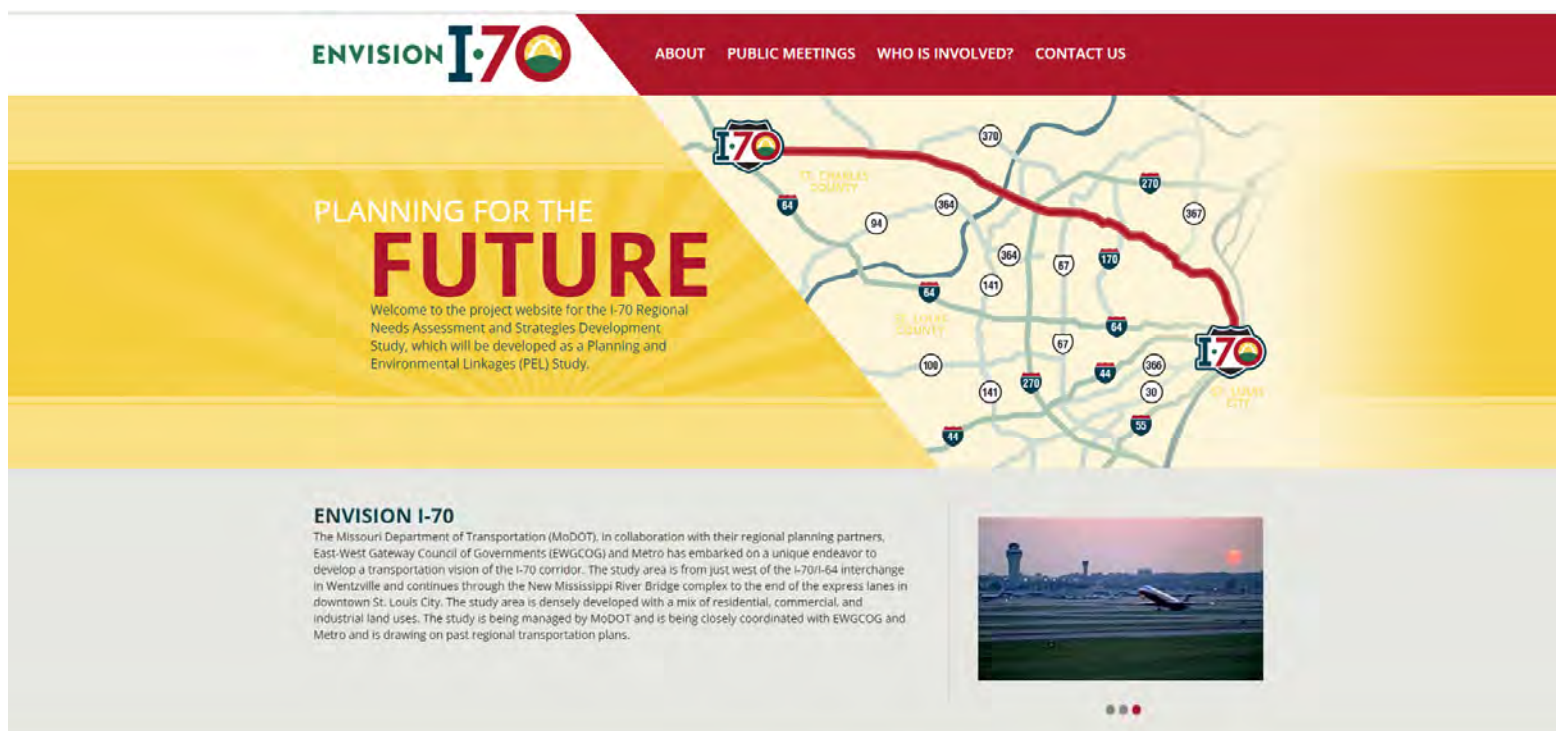 ENVISION I·70
ABOUT PUBLIC MEETINGS WHO IS INVOLVED? CONTACT US
PLANNING FOR THE
FUTURE
Welcome to the project website for the I-70 Regional
Needs Assessment and Strategies Development
Study, which will be developed as a Planning and
Environmental Linkages (PEL) Study.
I·70
370
ST. CHARLES
COUNTY
270
64
364
367
94
364
67
170
141
64
ST. LOUIS
COUNTY
64
67
I·70
100
44
366
270
141
30
ST. LOUIS
CITY
55
44
ENVISION I-70
The Missouri Department of Transportation (MoDOT), in collaboration with their regional planning partners,
East-West Gateway Council of Governments (EWGCOG) and Metro has embarked on a unique endeavor to
develop a transportation vision of the I-70 corridor. The study area is from just west of the I-70/I-64 interchange
in Wentzville and continues through the New Mississippi River Bridge complex to the end of the express lanes in
downtown St. Louis City. The study area is densely developed with a mix of residential, commercial, and
industrial land uses. The study is being managed by MoDOT and is being closely coordinated with EWGCOG and
Metro and is drawing on past regional transportation plans.